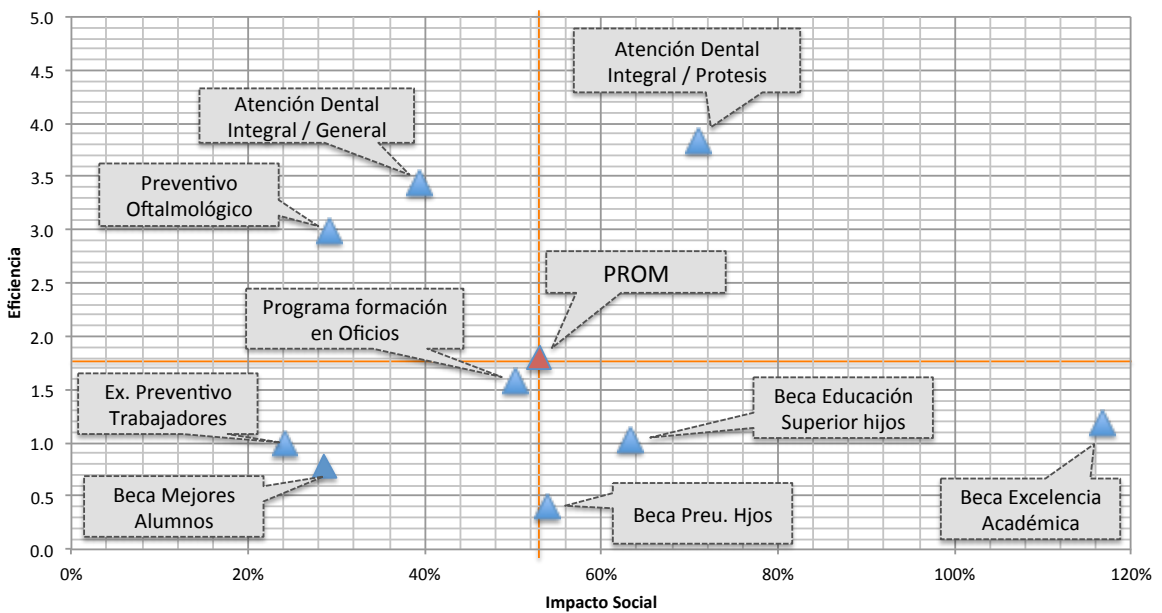 5.0
4.5
4.0
3.5
3.0
2.5
2.0
1.5
1.0
0.5
0.0
Eficiencia
Atención Dental
Integral / Protesis
Atención Dental
Integral / General
Preventivo
Oftalmológico
PROM
Programa formación
en Oficios
Ex. Preventivo
Trabajadores
Beca Educación
Superior hijos
Beca Mejores
Alumnos
Beca Preu. Hjos
Beca Excelencia
Académica
0%
20%
40%
60%
80%
100%
120%
Impacto Social